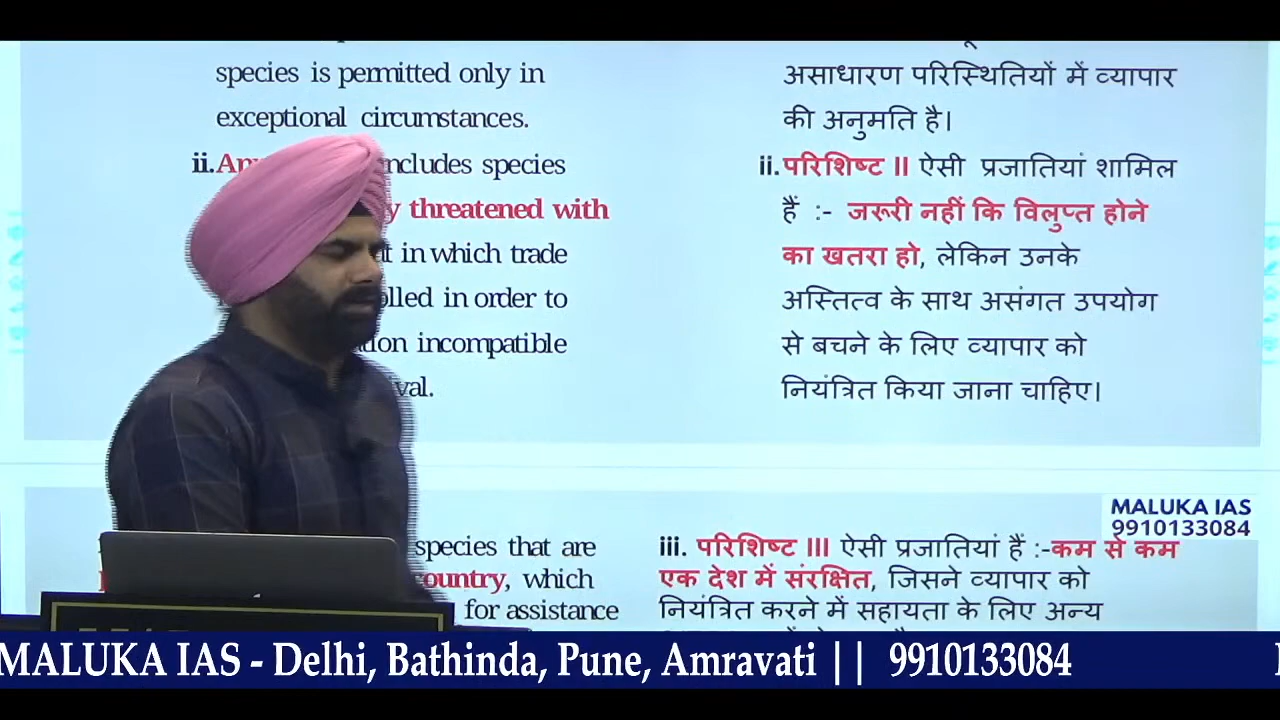 species is permitted only in
exceptional circumstances.
ii. includes species
threatened with
in which trade
in order to
incompatible
असाधारण परिस्थितियों में व्यापार
की अनुमति है।
ii. परिशिष्ट II ऐसी प्रजातियां शामिल
हैं :- जरूरी नहीं कि विलुप्त होने
का खतरा हो, लेकिन उनके
अस्तित्व के साथ असंगत उपयोग
से बचने के लिए व्यापार को
नियंत्रित किया जाना चाहिए।
MALUKA IAS
9910133084
species that are
country, which
for assistance
iii. परिशिष्ट III ऐसी प्रजातियां हैं :-कम से कम
एक देश में संरक्षित, जिसने व्यापार को
नियंत्रित करने में सहायता के लिए अन्य
MALUKA IAS - Delhi, Bathinda, Pune, Amravati || 9910133084